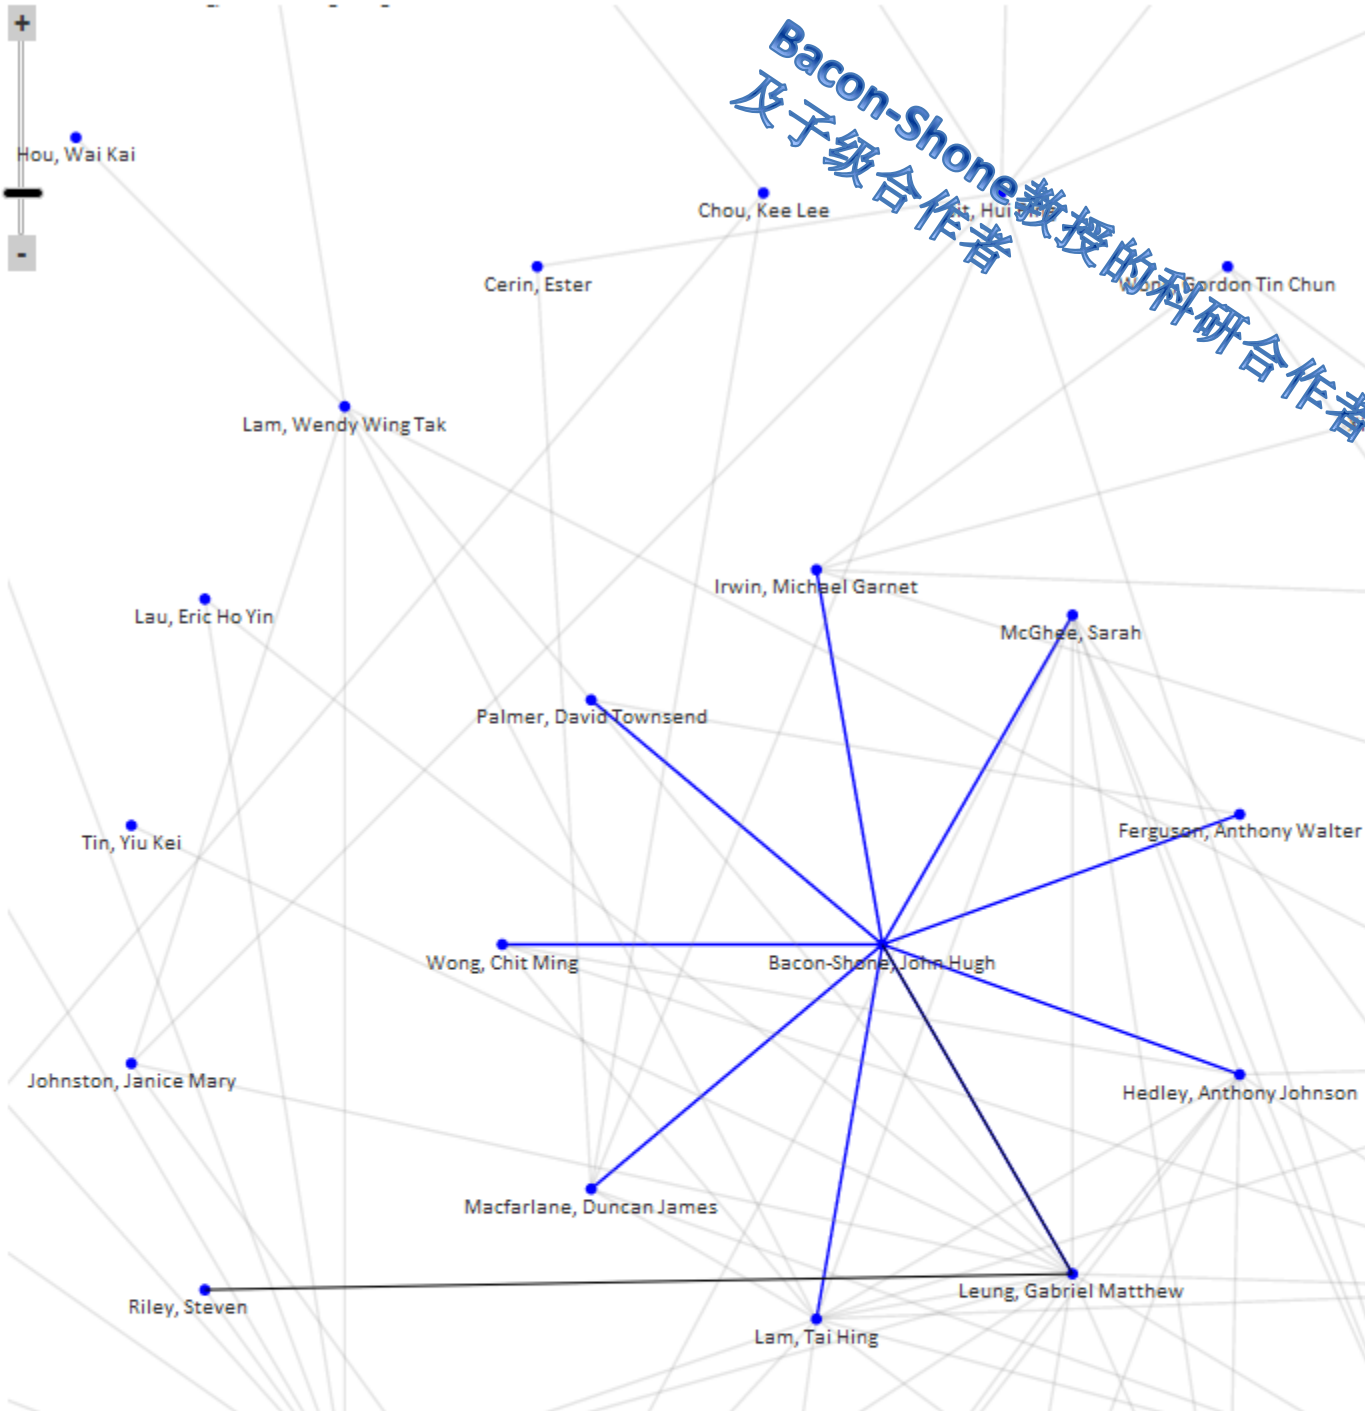 +
-
Bacon-Shone教授的科研合作者
及子级合作者
Hou, Wai Kai
Chou, Kee Lee
Cerin, Ester
Gordon Tin Chun
Lam, Wendy Wing Tak
Irwin, Michael Garnet
Lau, Eric Ho Yin
McGhee, Sarah
Palmer, David Townsend
Ferguson, Anthony Walter
Tin, Yiu Kei
Wong, Chit Ming
Bacon-Shone, John Hugh
Johnston, Janice Mary
Hedley, Anthony Johnson
Macfarlane, Duncan James
Leung, Gabriel Matthew
Riley, Steven
Lam, Tai Hing